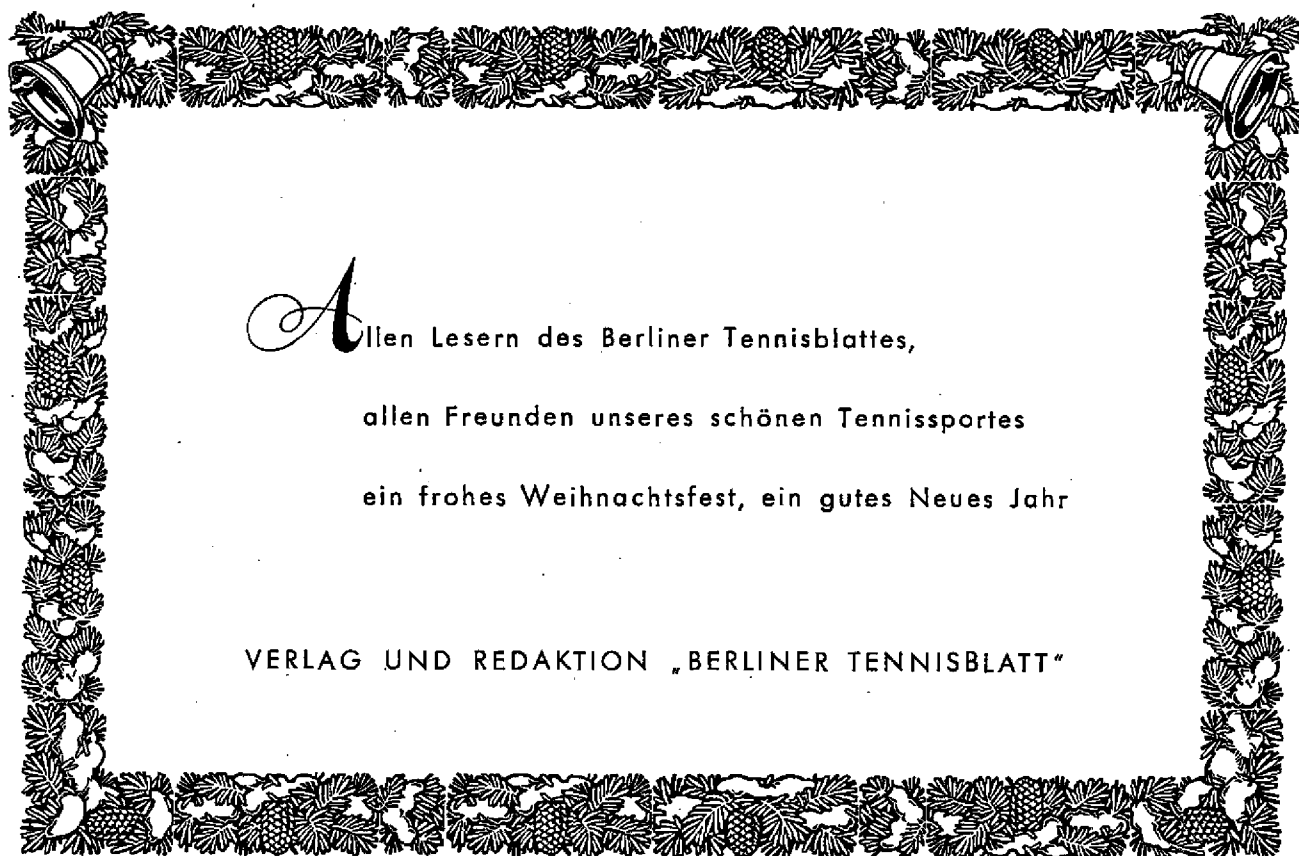 Allen Lesern des Berliner Tennisblattes,
allen Freunden unseres schönen Tennissportes
ein frohes Weihnachtsfest, ein gutes Neues Jahr
VERLAG UND REDAKTION „BERLINER TENNISBLATT“